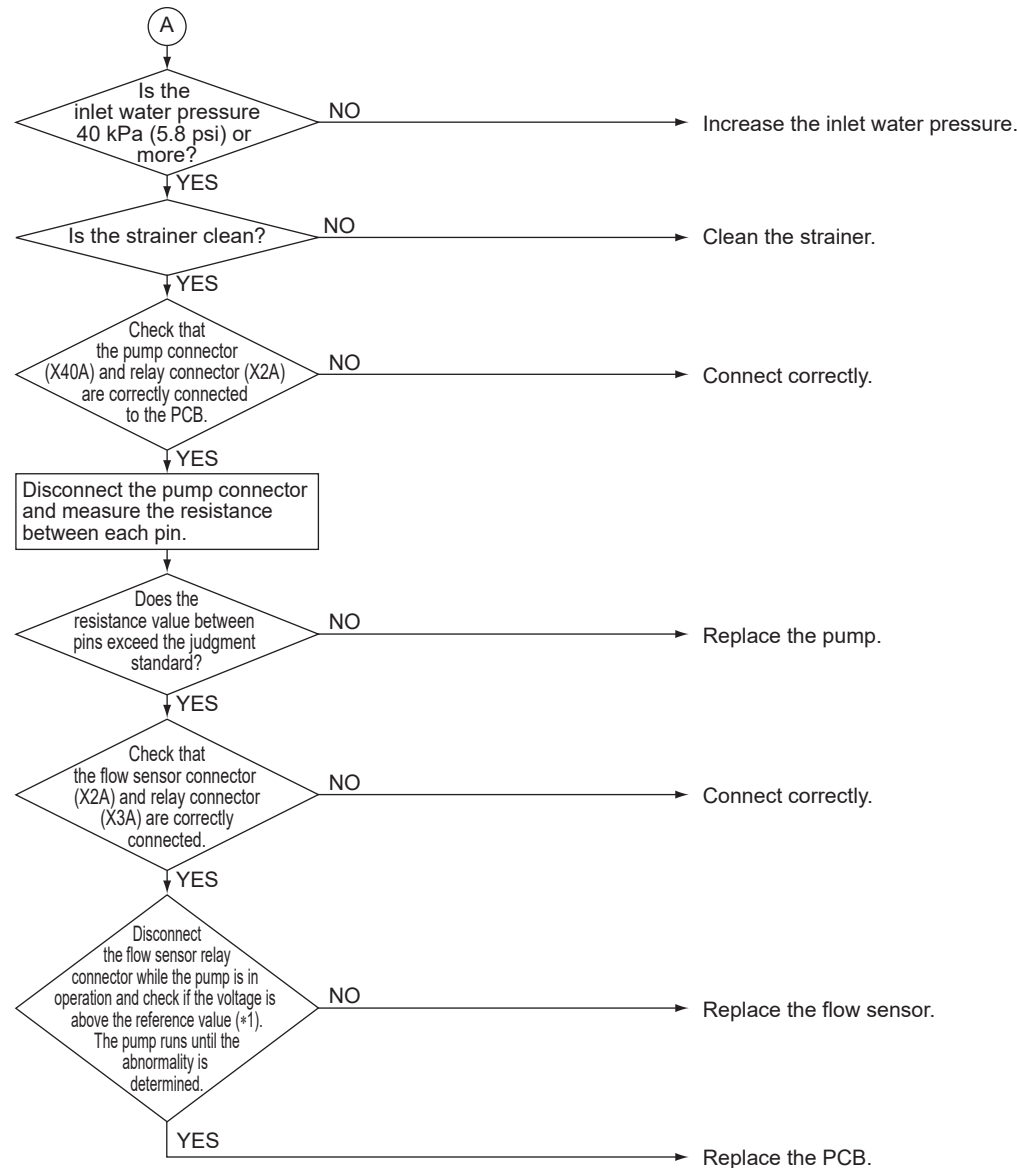 A
Is the
inlet water pressure
40 kPa (5.8 psi) or
more?
NO
Increase the inlet water pressure.
YES
Is the strainer clean?
NO
Clean the strainer.
YES
Check that
the pump connector
(X40A) and relay connector (X2A)
are correctly connected
to the PCB.
NO
Connect correctly.
YES
Disconnect the pump connector
and measure the resistance
between each pin.
Does the
resistance value between
pins exceed the judgment
standard?
NO
Replace the pump.
YES
Check that
the flow sensor connector
(X2A) and relay connector
(X3A) are correctly
connected.
NO
Connect correctly.
YES
Disconnect
the flow sensor relay
connector while the pump is in
operation and check if the voltage is
above the reference value (*1).
The pump runs until the
abnormality is
determined.
NO
Replace the flow sensor.
YES
Replace the PCB.